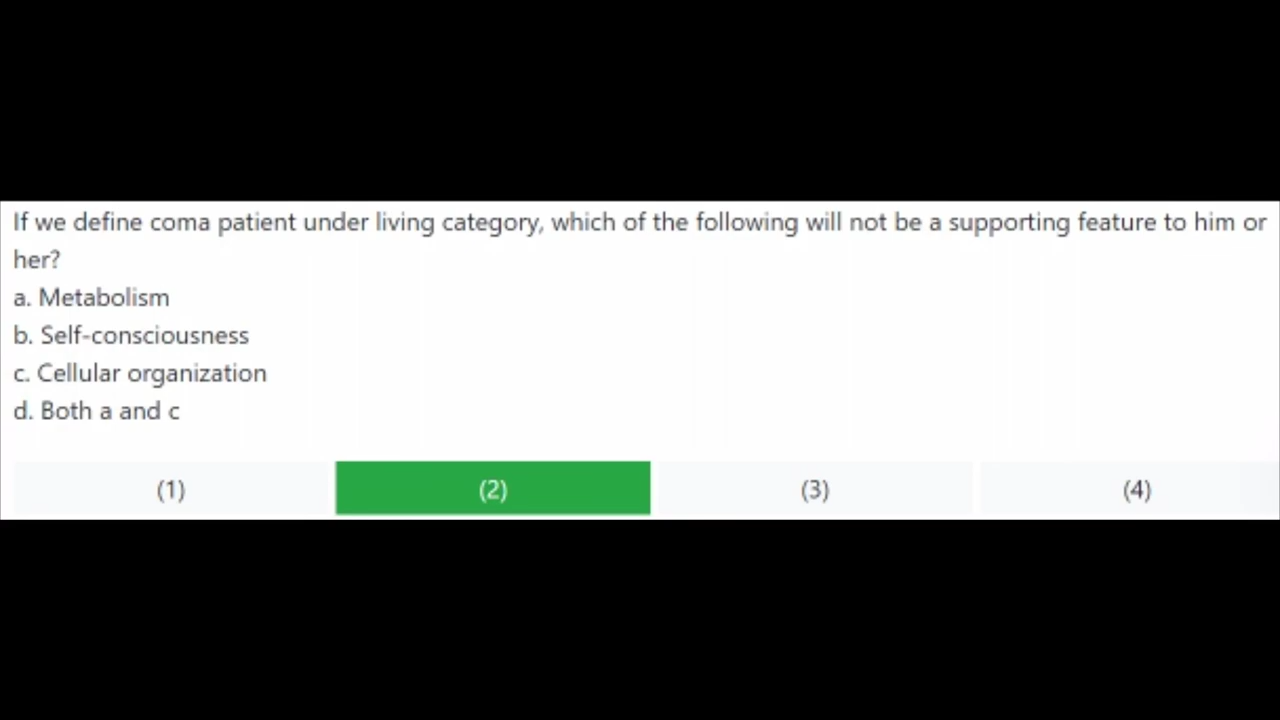 If we define coma patient under living category, which of the following will not be a supporting feature to him or
her?
a. Metabolism
b. Self-consciousness
c. Cellular organization
d. Both a and c
(1) (2) (3) (4)